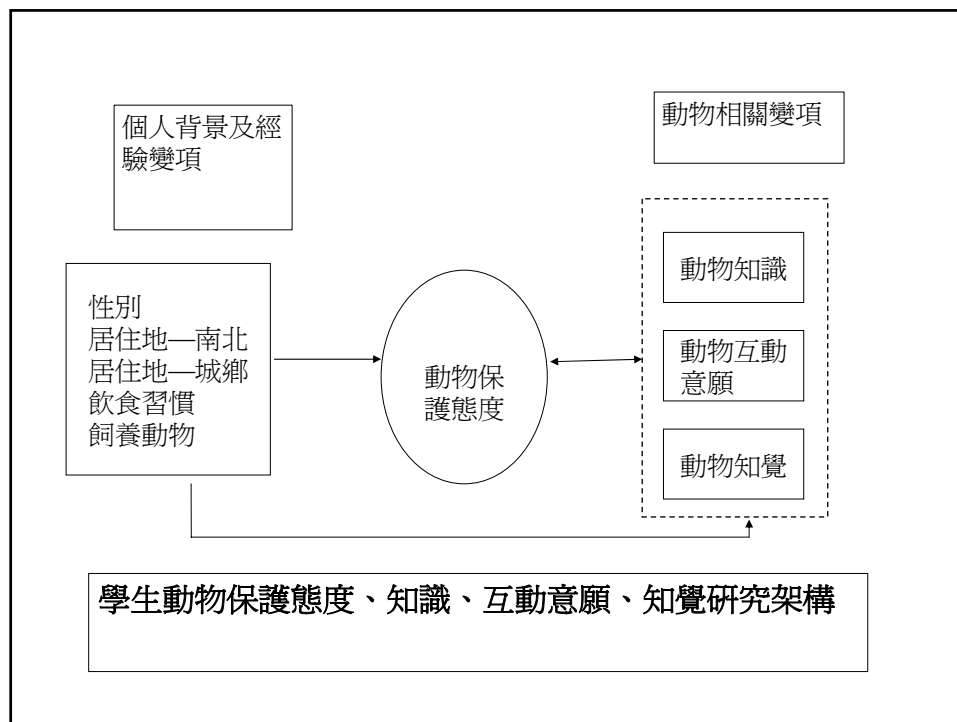 個人背景及經
驗變項
動物相關變項
性別
居住地—南北
居住地—城鄉
飲食習慣
飼養動物
動物保
護態度
動物知識
動物互動
意願
動物知覺
學生動物保護態度、知識、互動意願、知覺研究架構